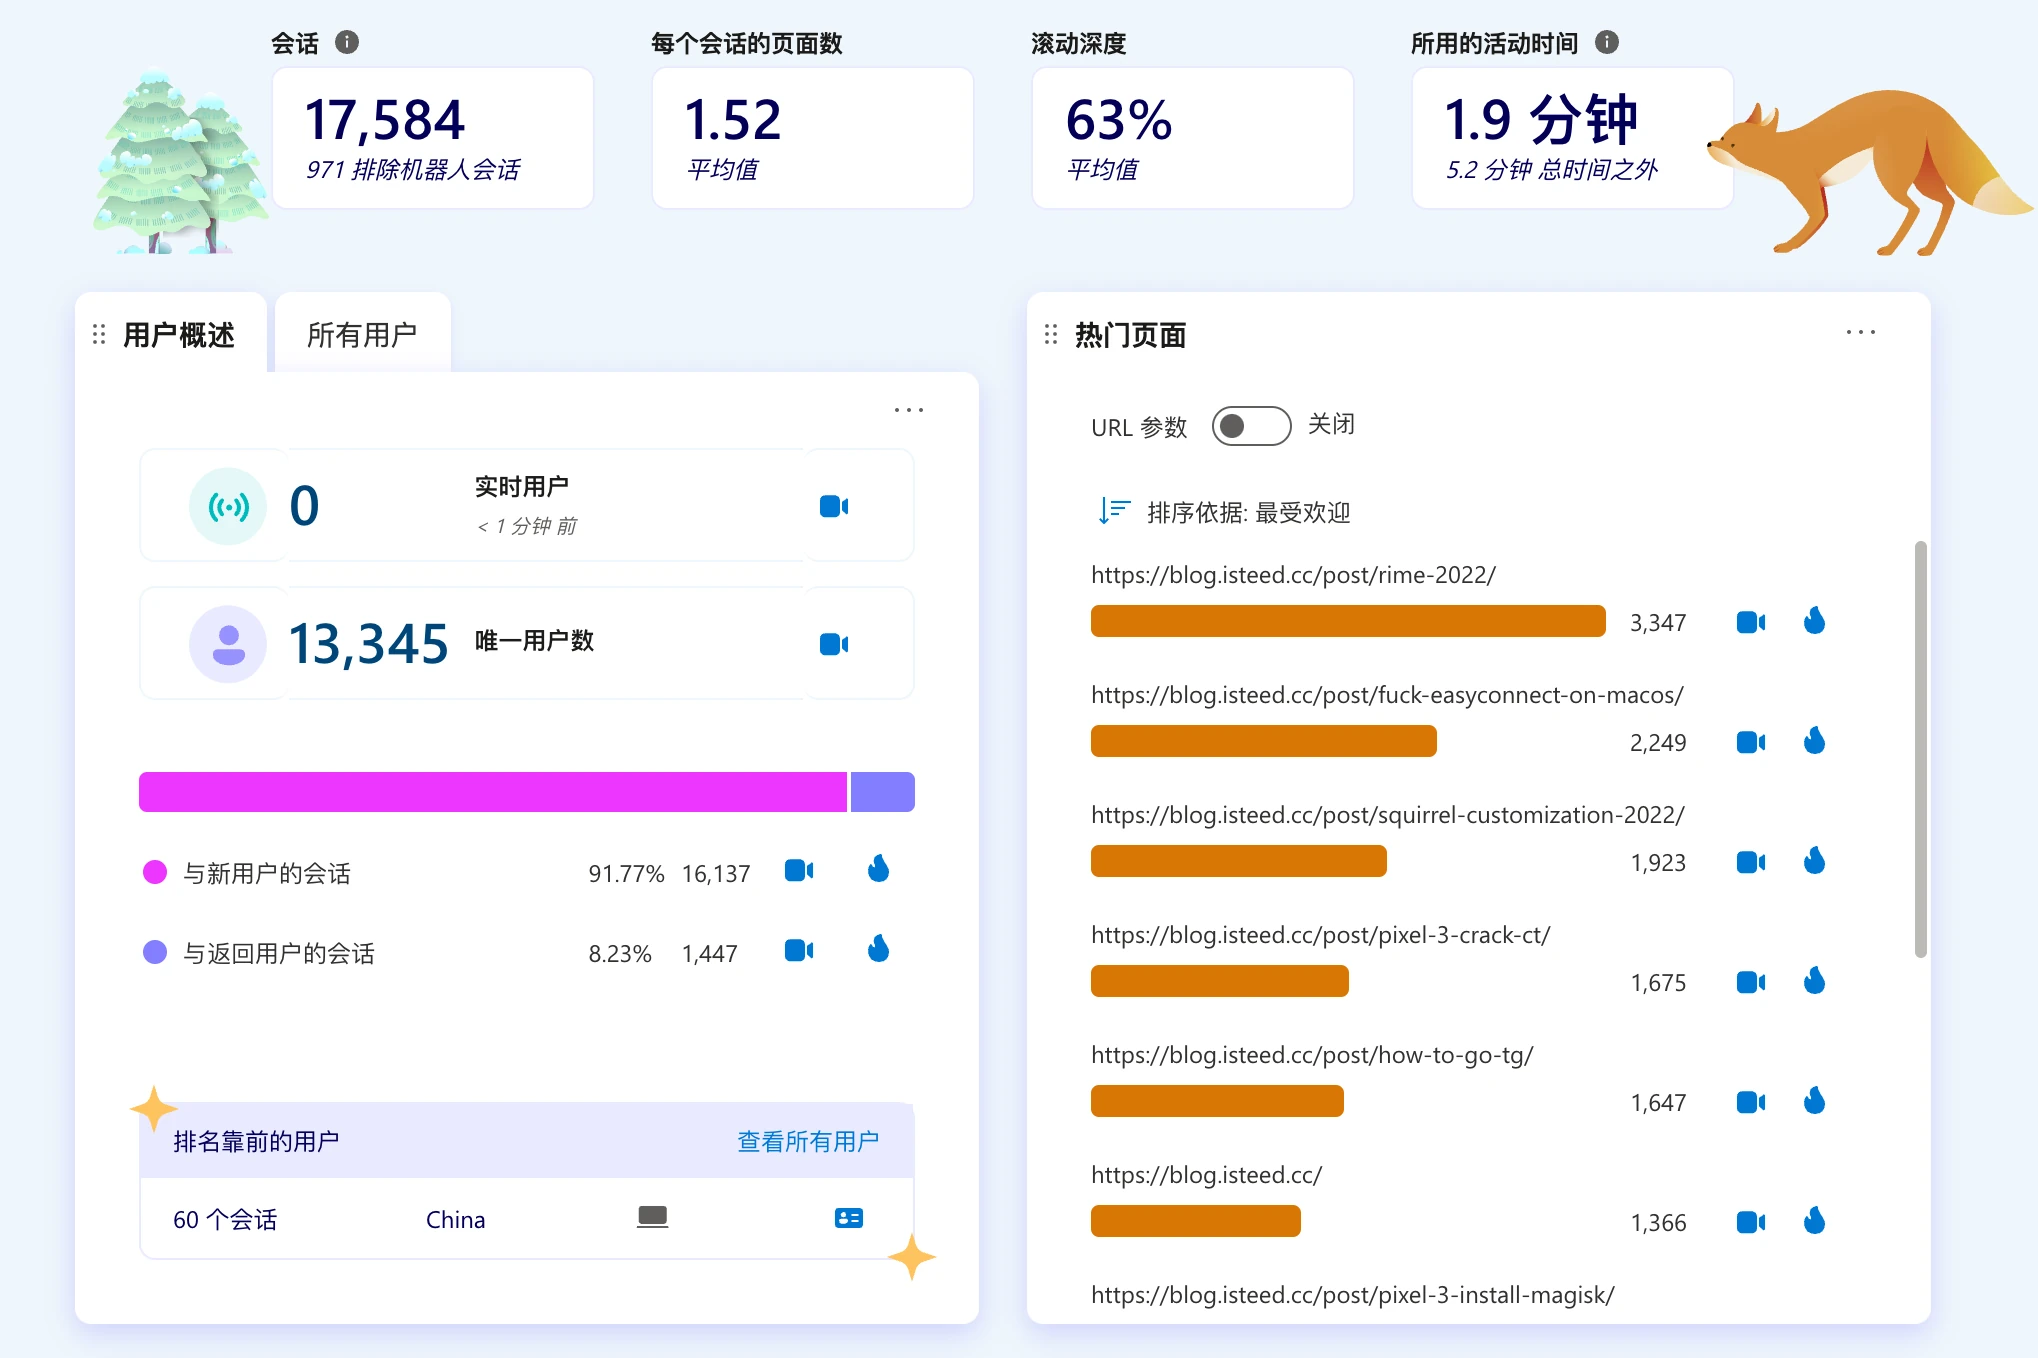 会话
17,584
971 排除机器人会话
每个会话的页面数
1.52
平均值
滚动深度
63%
平均值
所用的活动时间
1.9 分钟
5.2 分钟 总时间之外
用户概述
所有用户
0
实时用户
< 1 分钟 前
13,345
唯一用户数
与新用户的会话 91.77% 16,137
与返回用户的会话 8.23% 1,447
排名靠前的用户 查看所有用户
60 个会话 China
热门页面
URL 参数 关闭
排序依据: 最受欢迎
https://blog.isteed.cc/post/rime-2022/
3,347
https://blog.isteed.cc/post/fuck-easyconnect-on-macos/
2,249
https://blog.isteed.cc/post/squirrel-customization-2022/
1,923
https://blog.isteed.cc/post/pixel-3-crack-ct/
1,675
https://blog.isteed.cc/post/how-to-go-tg/
1,647
https://blog.isteed.cc/
1,366
https://blog.isteed.cc/post/pixel-3-install-magisk/